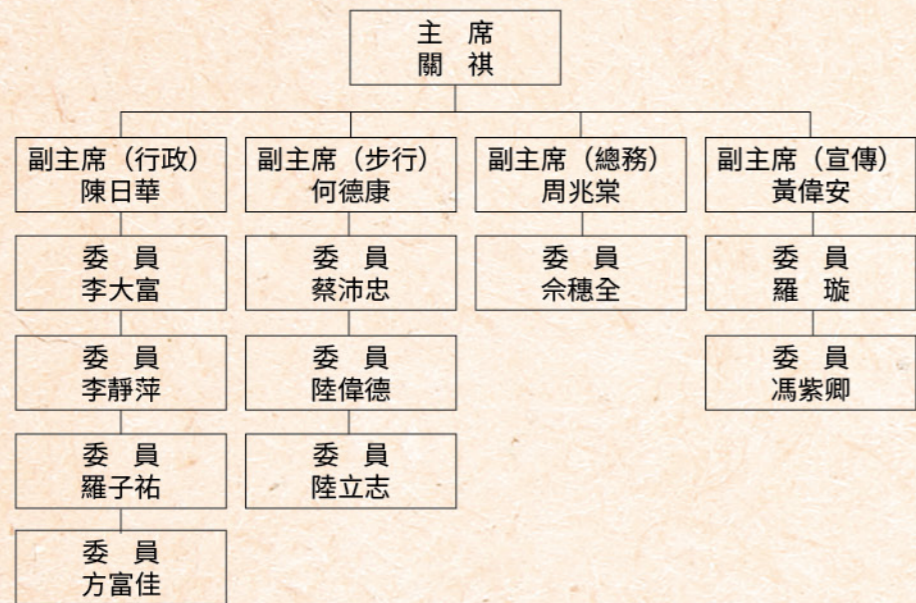 主　席
關　祺
副主席（行政）
陳日華
委　員
李大富
委　員
李靜萍
委　員
羅子祐
委　員
方富佳
副主席（步行）
何德康
委　員
蔡沛忠
委　員
陸偉德
委　員
陸立志
副主席（總務）
周兆棠
委　員
佘穗全
副主席（宣傳）
黃偉安
委　員
羅　璇
委　員
馮紫卿